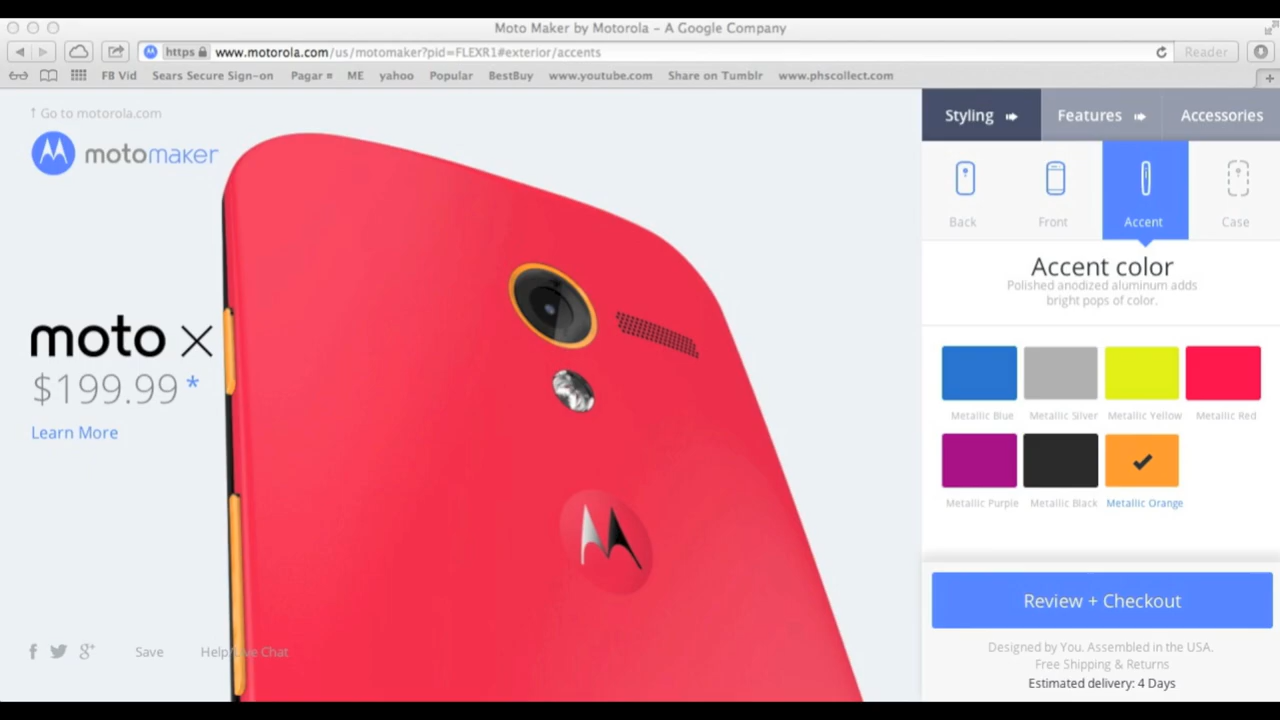 Moto Maker by Motorola – A Google Company
https www.motorola.com/us/motomaker?pid=FLEXR1#exterior/accents
Reader
FB Vid Sears Secure Sign-on Pagar ME yahoo Popular BestBuy www.youtube.com Share on Tumblr www.phscollect.com
↑ Go to motorola.com
motomaker
moto x
$199.99 *
Learn More
Save Help/Live Chat
Styling Features Accessories
Back Front Accent Case
Accent color
Polished anodized aluminum adds
bright pops of color.
Metallic Blue Metallic Silver Metallic Yellow Metallic Red
Metallic Purple Metallic Black Metallic Orange
Review + Checkout
Designed by You. Assembled in the USA.
Free Shipping & Returns
Estimated delivery: 4 Days